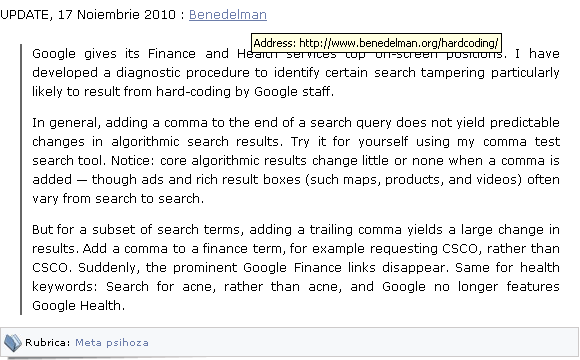 UPDATE, 17 Noiembrie 2010 : Benedelman
Address: http://www.benedelman.org/hardcoding/
Google gives its Finance and Health services top on-screen positions. I have
developed a diagnostic procedure to identify certain search tampering particularly
likely to result from hard-coding by Google staff.
In general, adding a comma to the end of a search query does not yield predictable
changes in algorithmic search results. Try it for yourself using my comma test
search tool. Notice: core algorithmic results change little or none when a comma is
added — though ads and rich result boxes (such maps, products, and videos) often
vary from search to search.
But for a subset of search terms, adding a trailing comma yields a large change in
results. Add a comma to a finance term, for example requesting CSCO, rather than
CSCO. Suddenly, the prominent Google Finance links disappear. Same for health
keywords: Search for acne, rather than acne, and Google no longer features
Google Health.
Rubrica: Meta psihoza